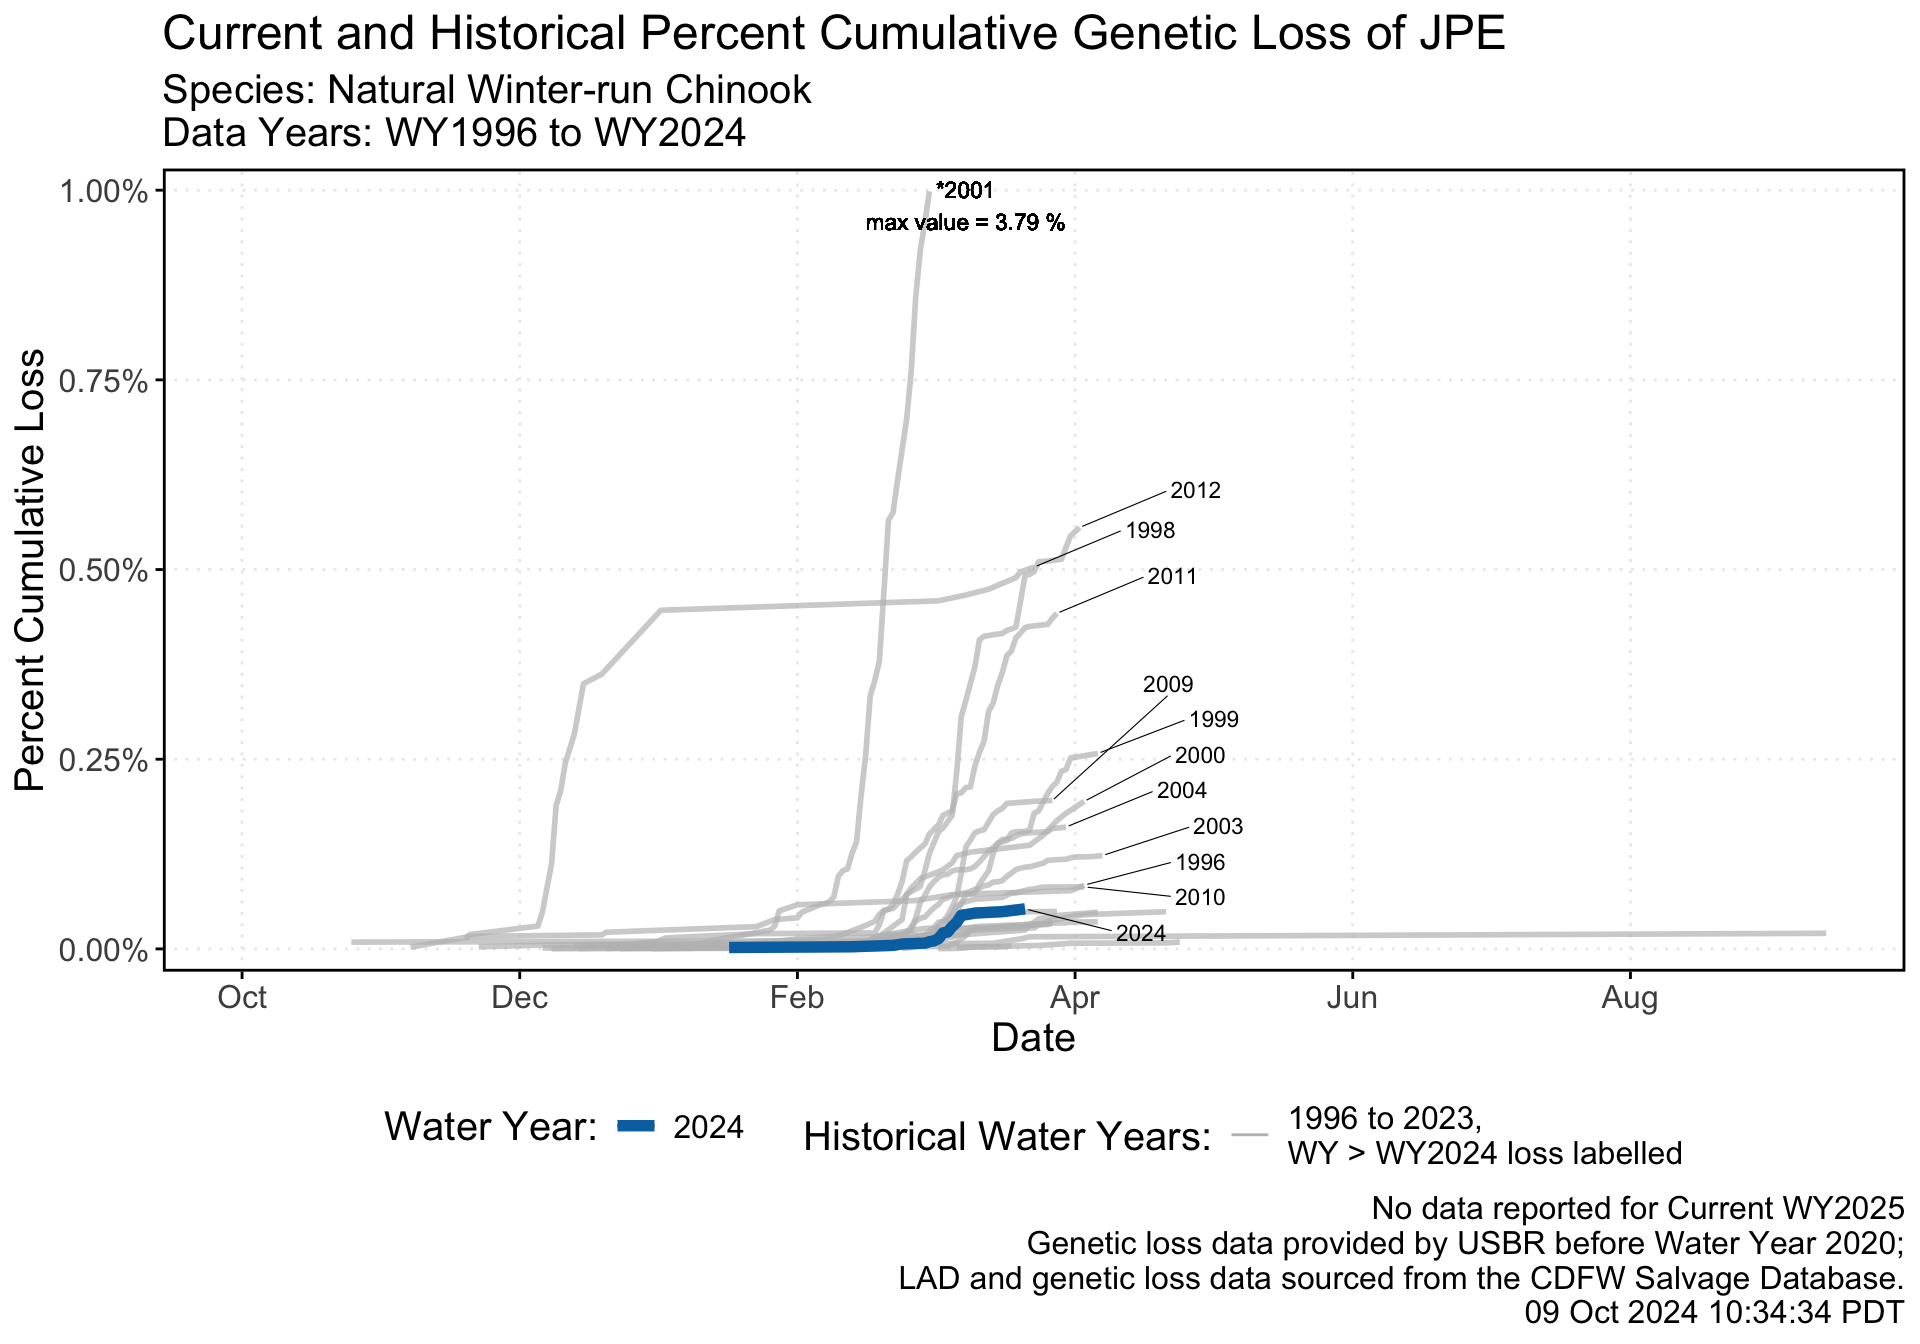 Current and Historical Percent Cumulative Genetic Loss of JPE
Species: Natural Winter-run Chinook
Data Years: WY1996 to WY2024
Percent Cumulative Loss
1.00%
0.75%
0.50%
0.25%
0.00%
*2001
max value = 3.79 %
2012
1998
2011
2009
1999
2000
2004
2003
1996
2010
2024
Oct
Dec
Feb
Apr
Jun
Aug
Date
Water Year:
2024
Historical Water Years:
1996 to 2023,
WY > WY2024 loss labelled
No data reported for Current WY2025
Genetic loss data provided by USBR before Water Year 2020;
LAD and genetic loss data sourced from the CDFW Salvage Database.
09 Oct 2024 10:34:34 PDT